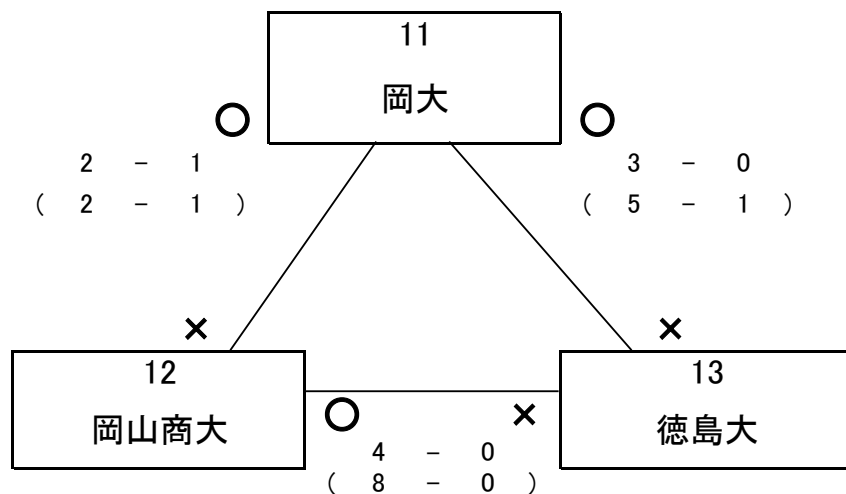 11
岡大
○ ○
2 － 1
( 2 － 1 )
3 － 0
( 5 － 1 )
× ×
12
岡山商大
13
徳島大
○ ×
4 － 0
( 8 － 0 )